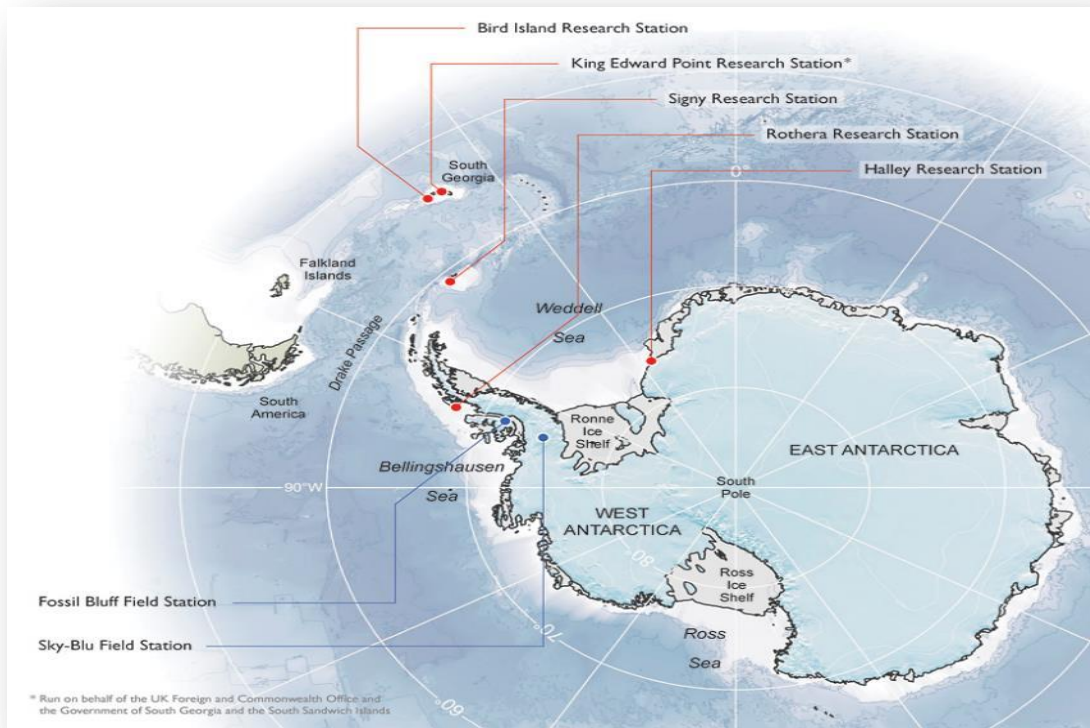 Bird Island Research Station
King Edward Point Research Station*
Signy Research Station
Rothera Research Station
Halley Research Station
South
Georgia
0°
Falkland
Islands
Weddell
Sea
Drake Passage
South
America
Ronne
Ice
Shelf
Bellingshausen
Sea
EAST ANTARCTICA
90°W
South
Pole
WEST
ANTARCTICA
80°
Ross
Ice
Shelf
Fossil Bluff Field Station
70°
Ross
Sea
Sky-Blu Field Station
60°
* Run on behalf of the UK Foreign and Commonwealth Office and
the Government of South Georgia and the South Sandwich Islands